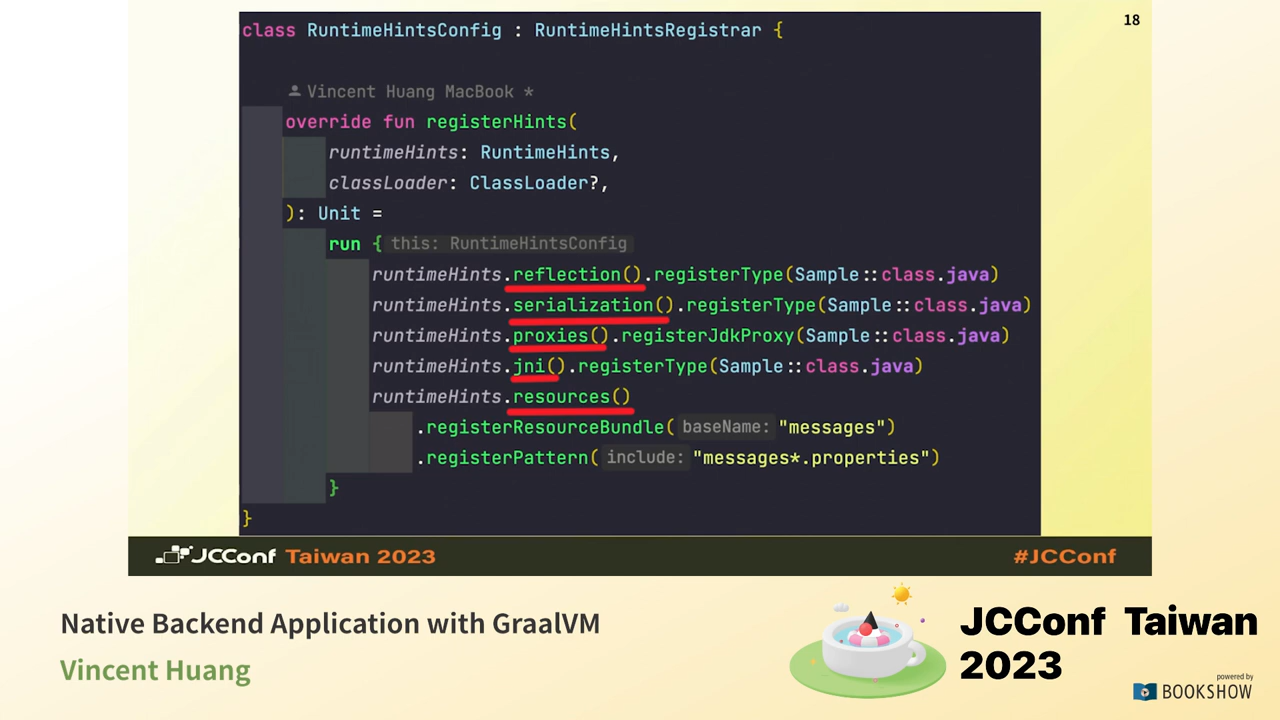 18
class RuntimeHintsConfig : RuntimeHintsRegistrar {
Vincent Huang MacBook *
override fun registerHints(
runtimeHints: RuntimeHints,
classLoader: ClassLoader?,
): Unit =
run { this: RuntimeHintsConfig
runtimeHints.reflection().registerType(Sample::class.java)
runtimeHints.serialization().registerType(Sample::class.java)
runtimeHints.proxies().registerJdkProxy(Sample::class.java)
runtimeHints.jni().registerType(Sample::class.java)
runtimeHints.resources()
.registerResourceBundle( baseName: "messages")
.registerPattern( include: "messages*.properties")
}
}
JCConf Taiwan 2023
#JCConf
Native Backend Application with GraalVM
Vincent Huang
JCConf Taiwan
2023
powered by
BOOKSHOW